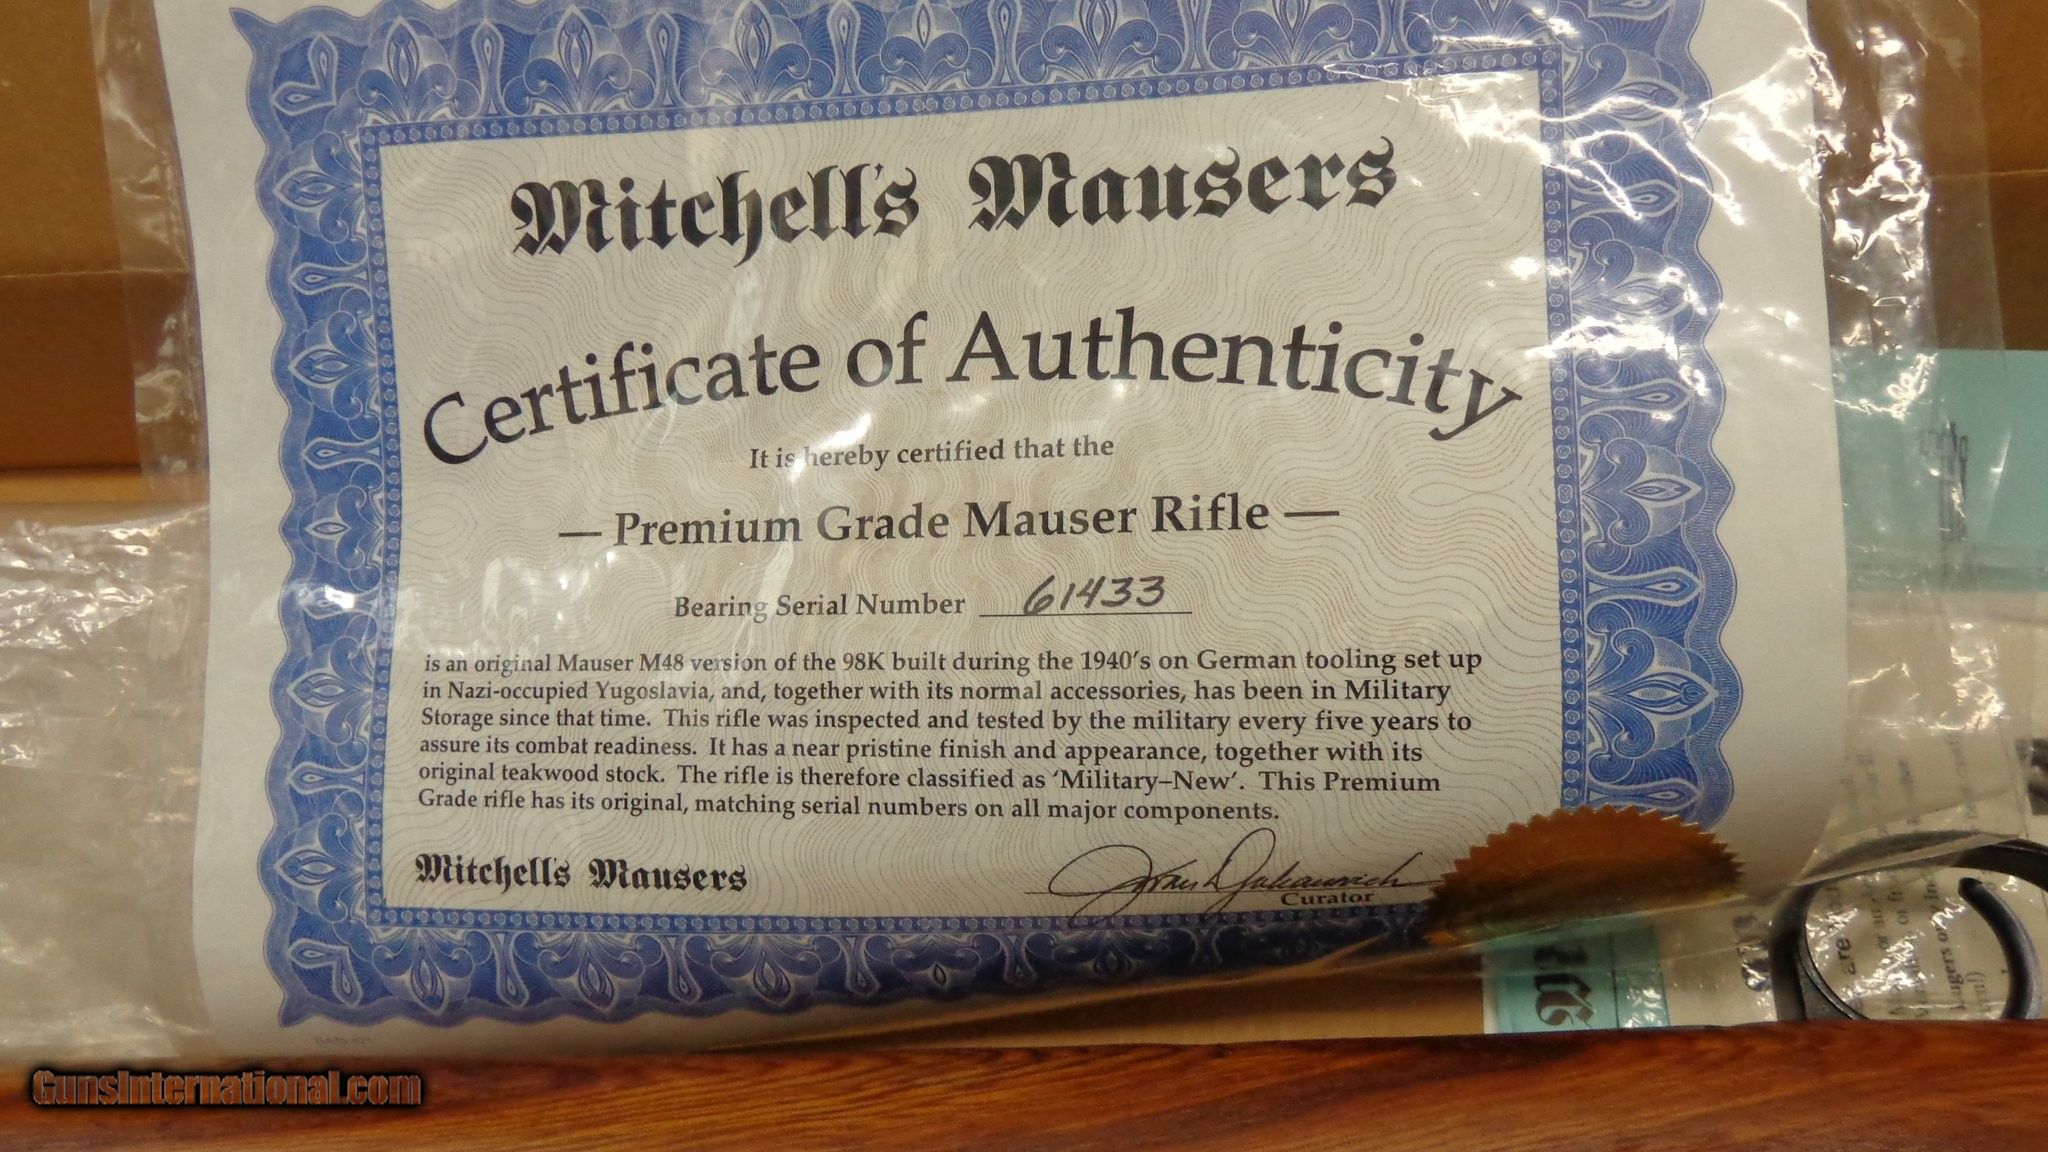 Mitchell's Mausers
Certificate of Authenticity
It is hereby certified that the
— Premium Grade Mauser Rifle —
Bearing Serial Number 61433
is an original Mauser M48 version of the 98K built during the 1940's on German tooling set up
in Nazi-occupied Yugoslavia, and, together with its normal accessories, has been in Military
Storage since that time. This rifle was inspected and tested by the military every five years to
assure its combat readiness. It has a near pristine finish and appearance, together with its
original teakwood stock. The rifle is therefore classified as 'Military–New'. This Premium
Grade rifle has its original, matching serial numbers on all major components.
Mitchell's Mausers
Curator
are
Lugers
GunsInternational.com